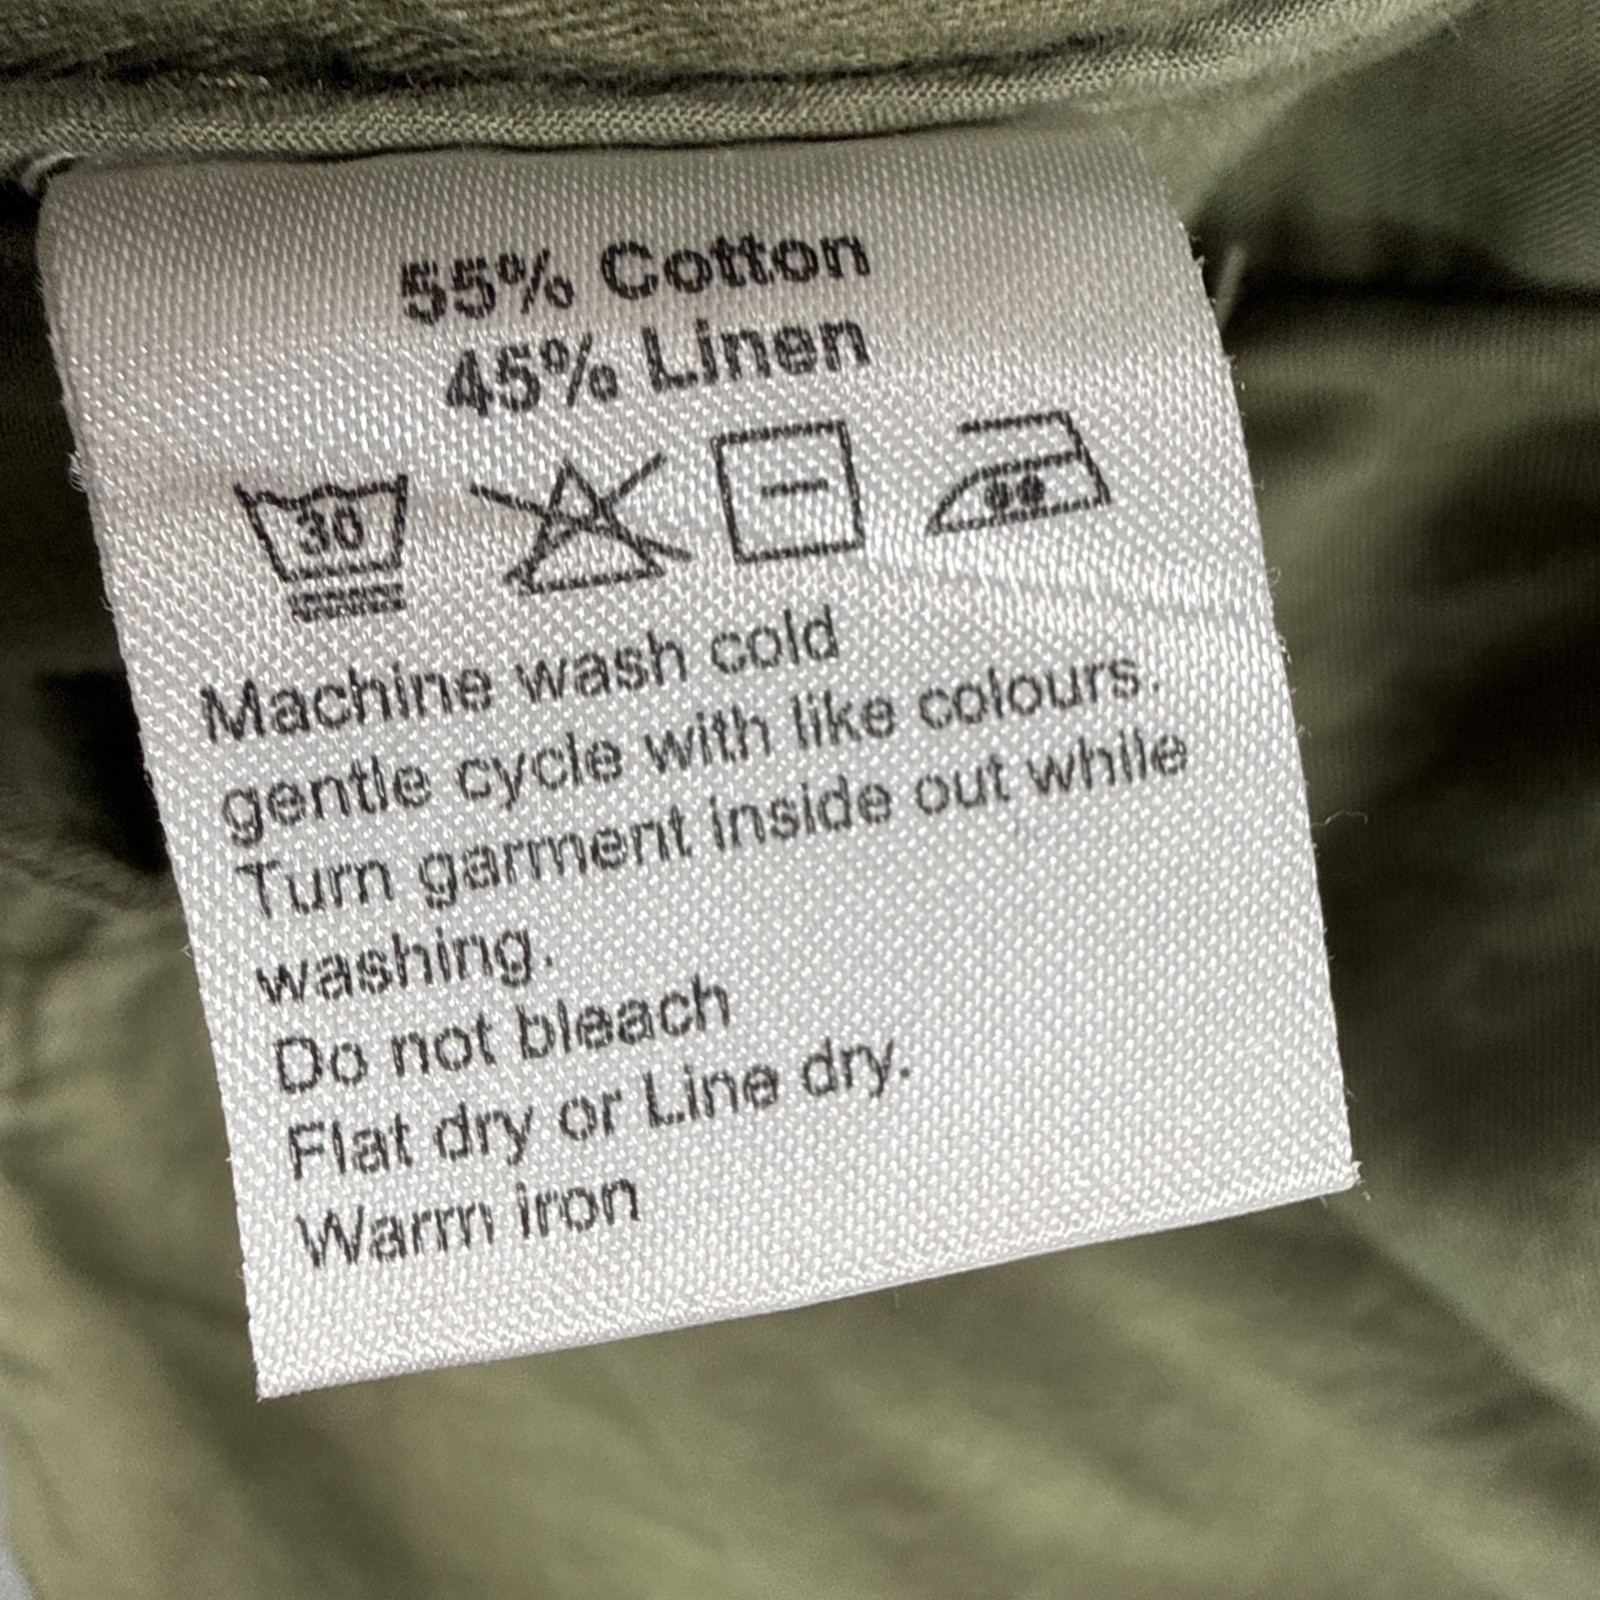 55% Cotton
45% Linen
30
Machine wash cold
gentle cycle with like colours.
Turn garment inside out while
washing.
Do not bleach
Flat dry or Line dry.
Warm iron